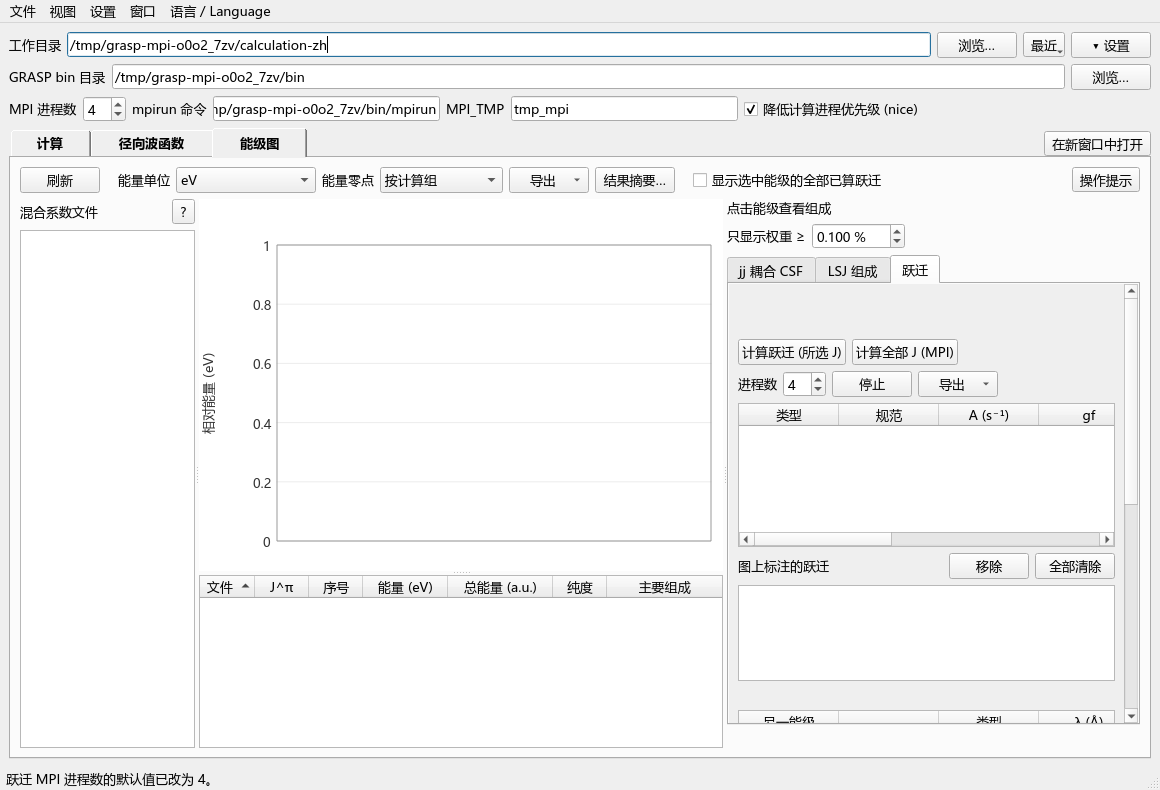 文件 视图 设置 窗口 语言 / Language
工作目录 /tmp/grasp-mpi-o0o2_7zv/calculation-zh 浏览... 最近 设置
GRASP bin 目录 /tmp/grasp-mpi-o0o2_7zv/bin 浏览...
MPI 进程数 4 mpirun 命令 np/grasp-mpi-o0o2_7zv/bin/mpirun MPI_TMP tmp_mpi 降低计算进程优先级 (nice)
计算 径向波函数 能级图 在新窗口中打开
刷新 能量单位 eV 能量零点 按计算组 导出 结果摘要... 显示选中能级的全部已算跃迁 操作提示
混合系数文件 ?
1
0.8
0.6
0.4
0.2
0
相对能量 (eV)
文件 J^π 序号 能量 (eV) 总能量 (a.u.) 纯度 主要组成
点击能级查看组成
只显示权重 ≥ 0.100 %
jj 耦合 CSF LSJ 组成 跃迁
计算跃迁 (所选 J) 计算全部 J (MPI)
进程数 4 停止 导出
类型 规范 A (s⁻¹) gf
图上标注的跃迁 移除 全部清除
另一能级 类型 λ (Å)
跃迁 MPI 进程数的默认值已改为 4。